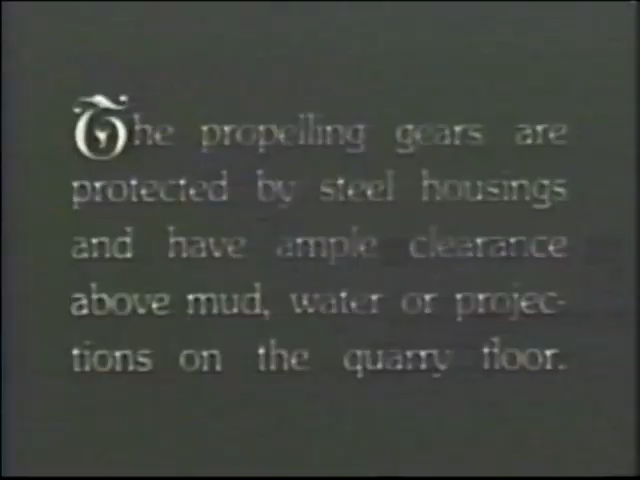 The propelling gears are
protected by steel housings
and have ample clearance
above mud, water or projec-
tions on the quarry floor.